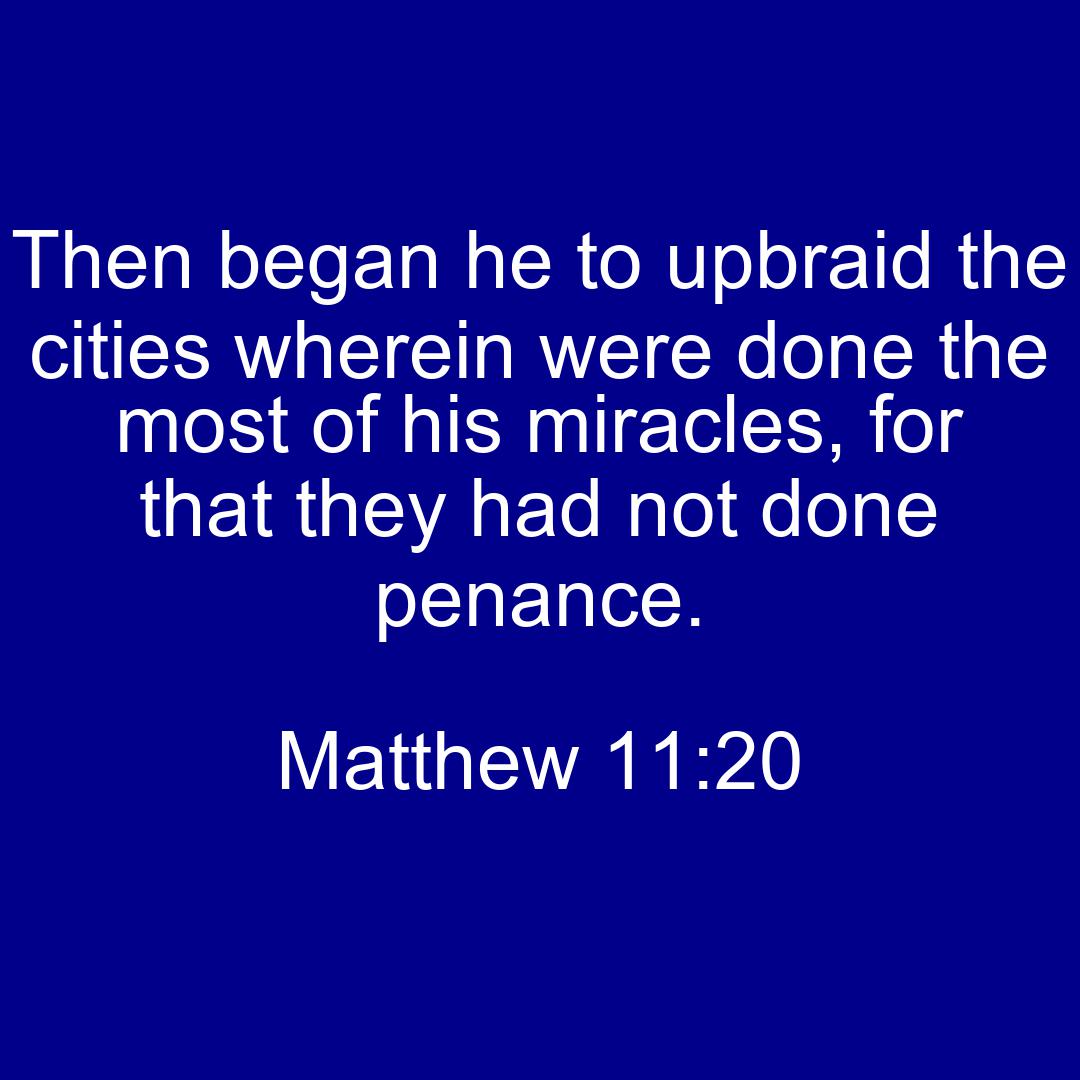 Then began he to upbraid the
cities wherein were done the
most of his miracles, for
that they had not done
penance.
Matthew 11:20